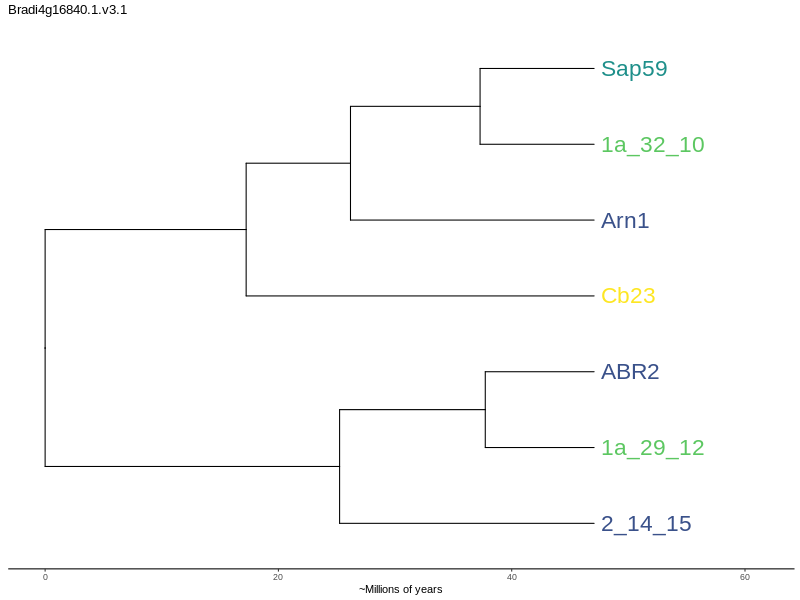 Bradi4g16840.1.v3.1
Sap59
1a_32_10
Arn1
Cb23
ABR2
1a_29_12
2_14_15
0 20 40 60
~Millions of years